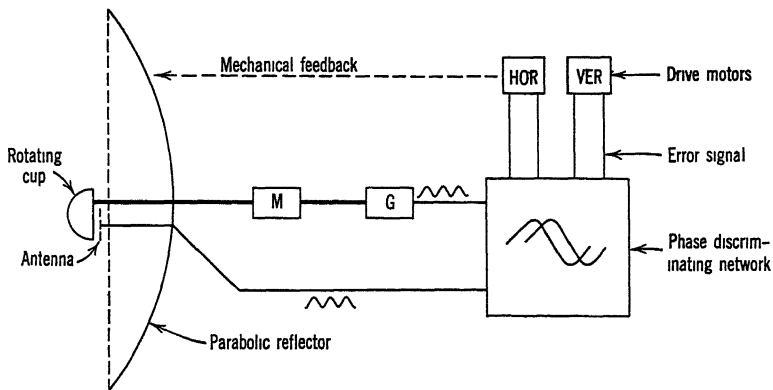 Mechanical feedback
HOR
VER
Drive motors
Rotating
cup
Error signal
M
G
Antenna
Phase discrim-
inating network
Parabolic reflector